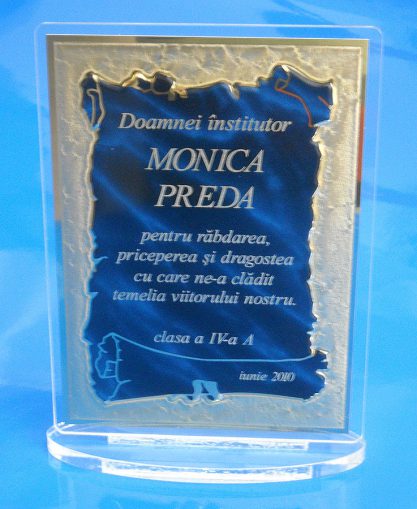 Doamnei înstitutor
MONICA
PREDA
pentru răbdarea,
priceperea și dragostea
cu care ne-a clădit
temelia viitorului nostru.
clasa a IV-a A
iunie 2010